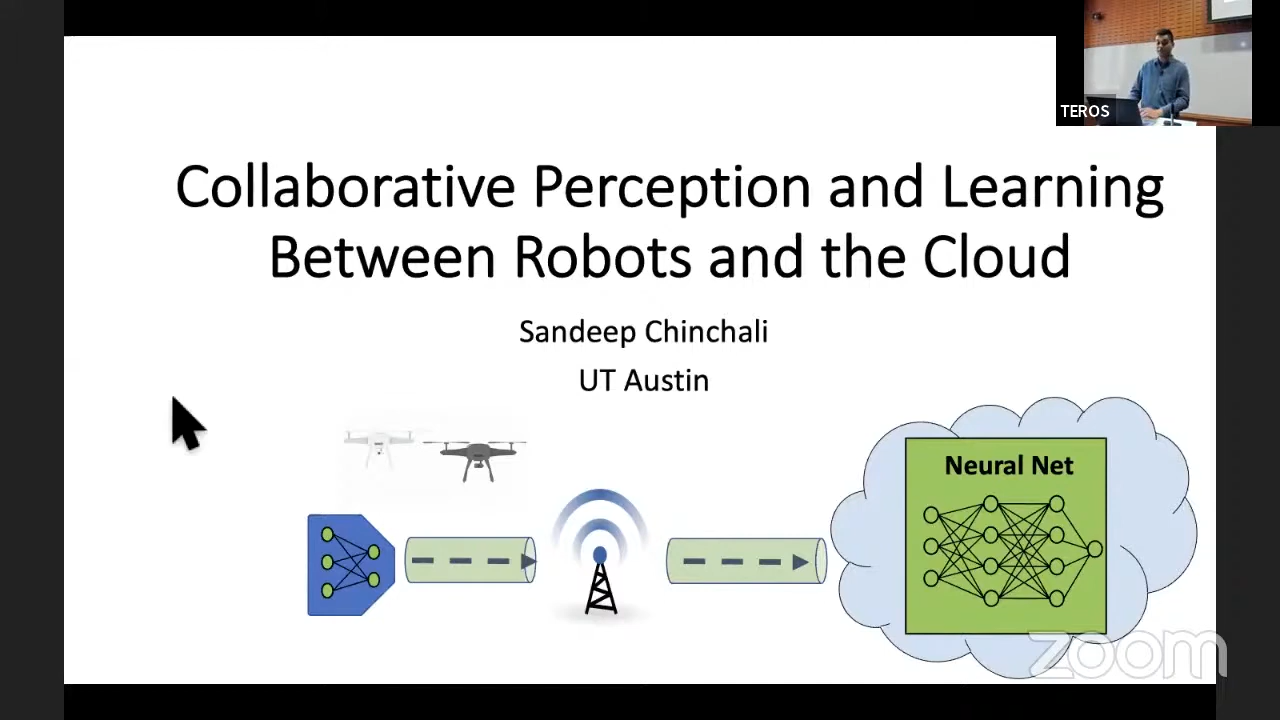 TEROS
Collaborative Perception and Learning
Between Robots and the Cloud
Sandeep Chinchali
UT Austin
Neural Net
zoom